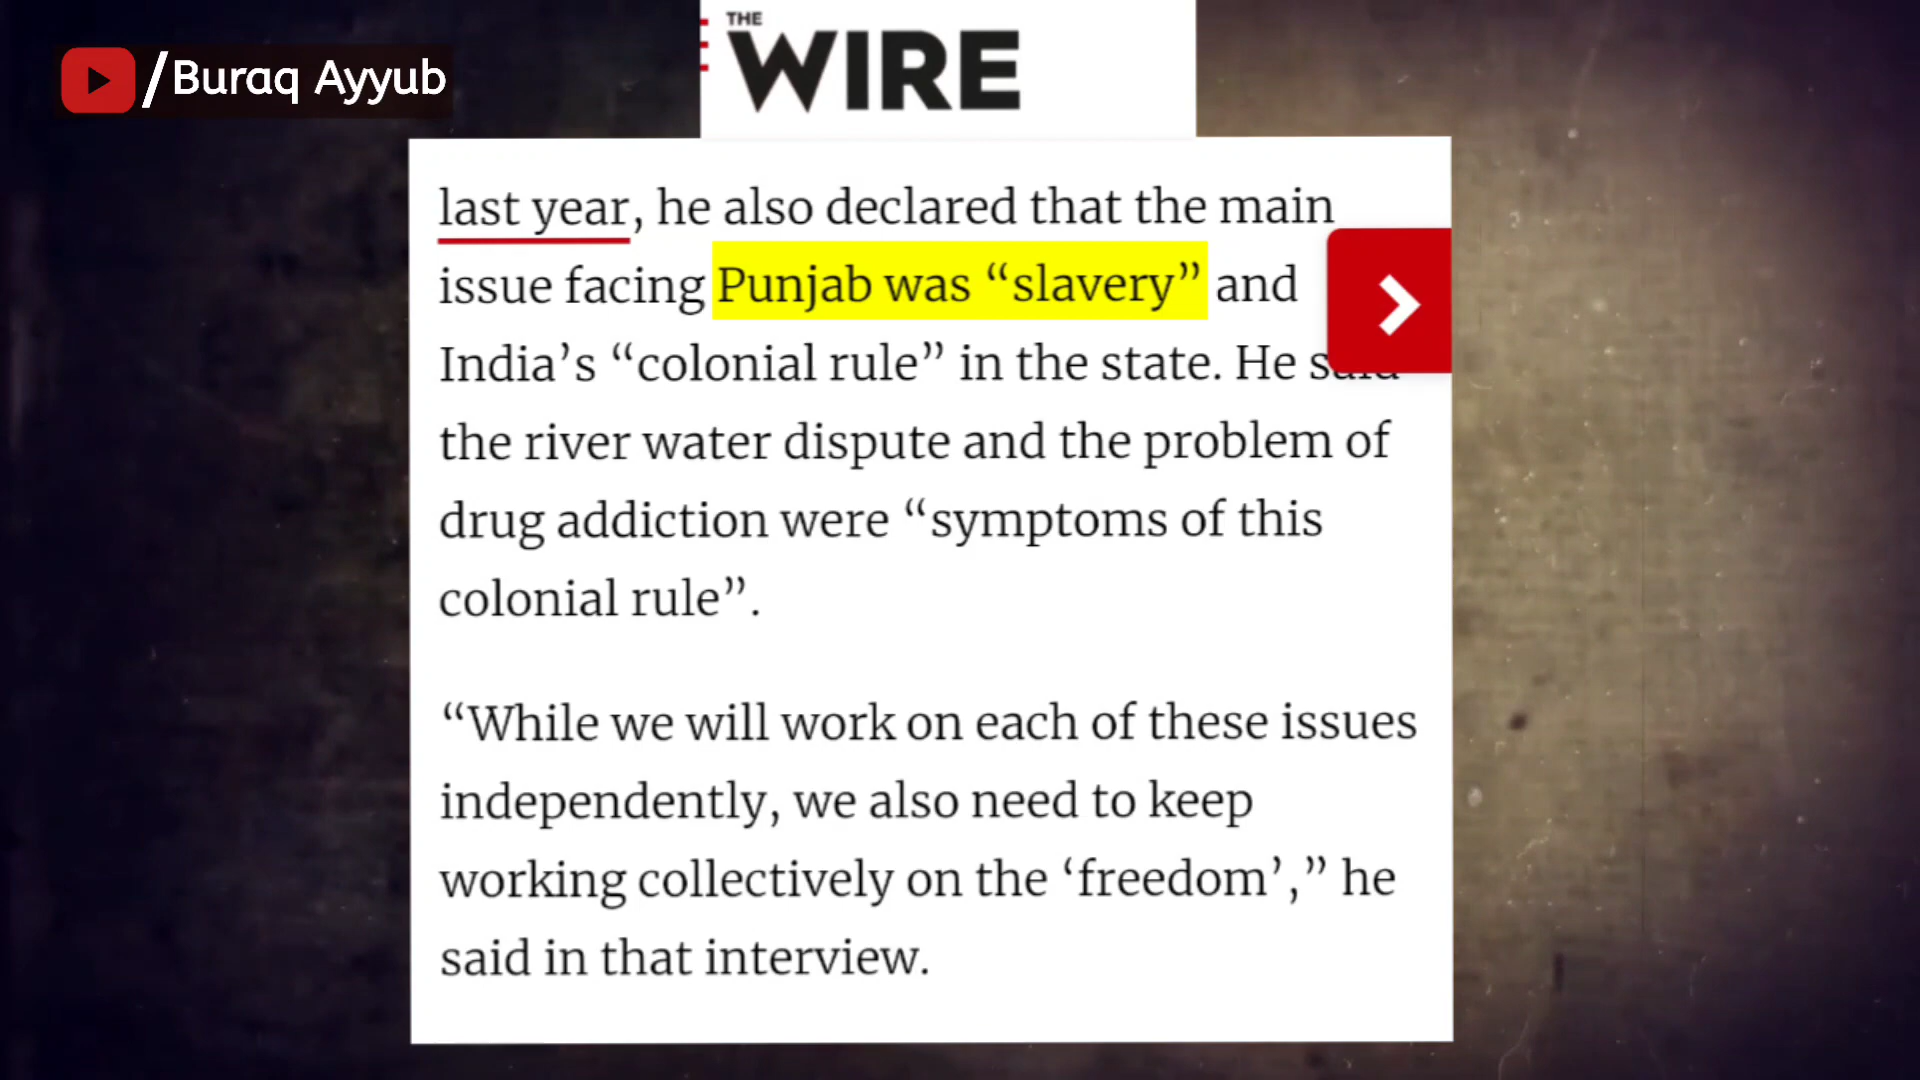 /Buraq Ayyub
THE
WIRE
last year, he also declared that the main
issue facing Punjab was “slavery” and
India’s “colonial rule” in the state. He said
the river water dispute and the problem of
drug addiction were “symptoms of this
colonial rule”.
“While we will work on each of these issues
independently, we also need to keep
working collectively on the ‘freedom’,” he
said in that interview.